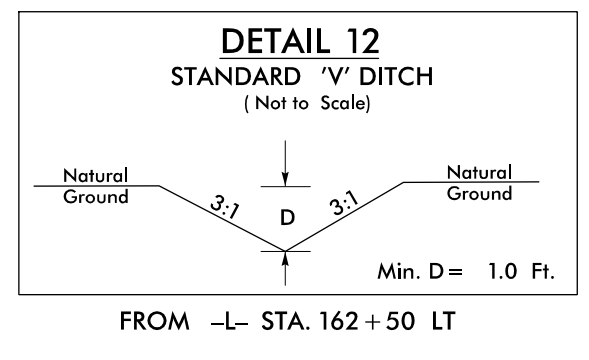 DETAIL 12
STANDARD 'V' DITCH
( Not to Scale)
Natural
Ground
3:1
D
3:1
Natural
Ground
Min. D = 1.0 Ft.
FROM -L- STA. 162+50 LT